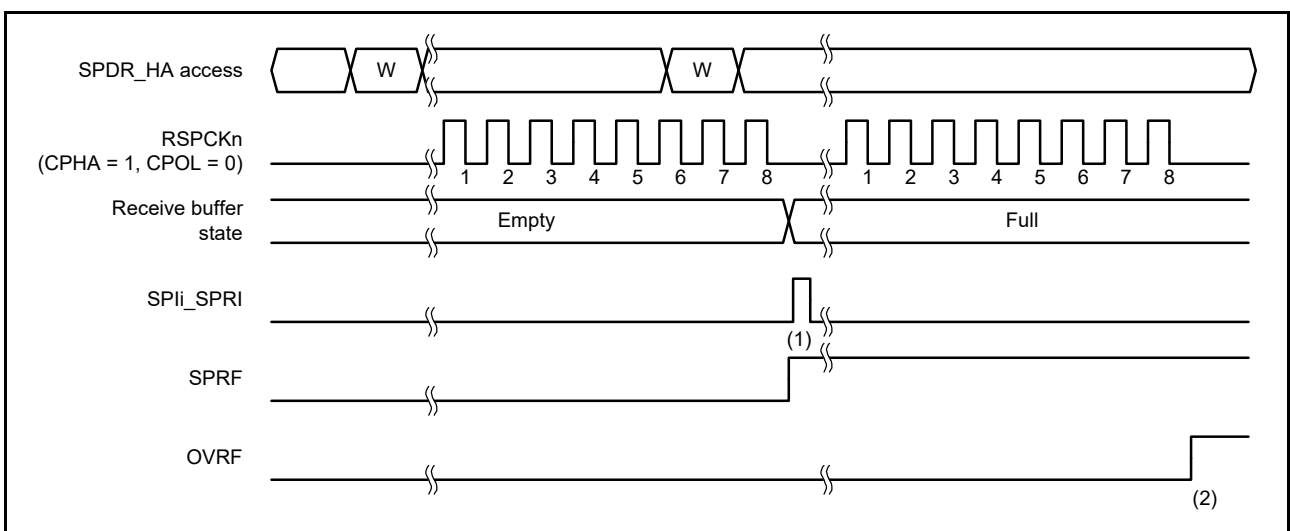 SPDR_HA access
W
W
RSPCKn
(CPHA = 1, CPOL = 0)
1 2 3 4 5 6 7 8
1 2 3 4 5 6 7 8
Receive buffer
state
Empty
Full
SPIi_SPRI
(1)
SPRF
OVRF
(2)